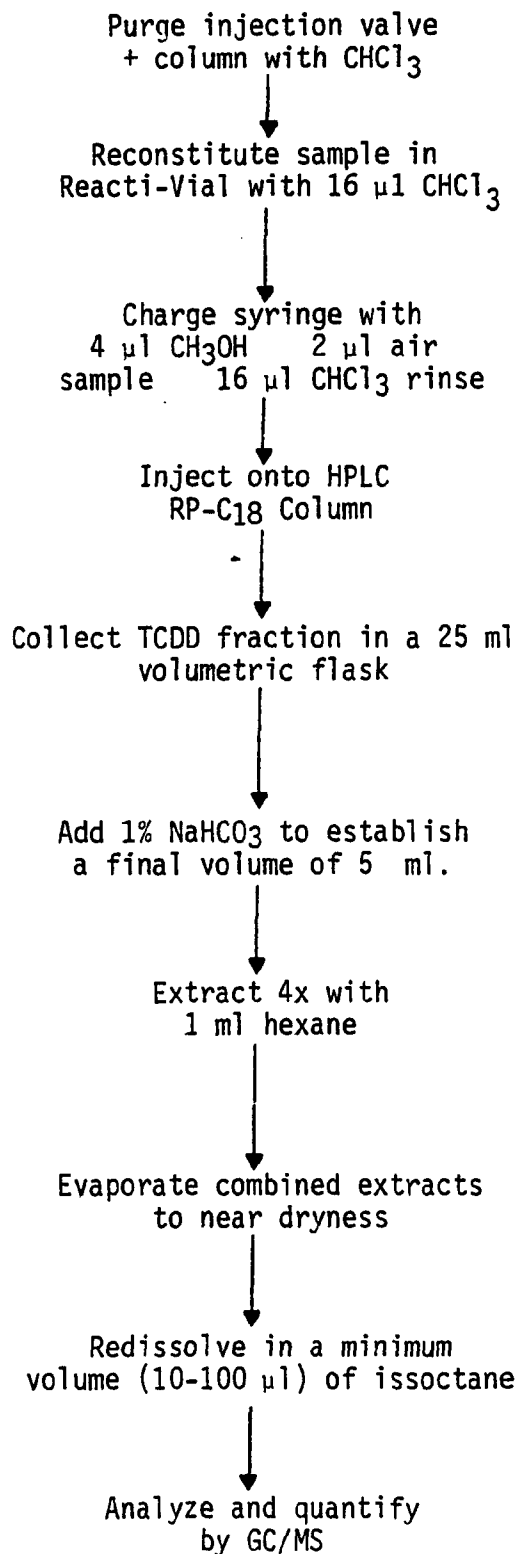 Purge injection valve
+ column with CHCl3
Reconstitute sample in
Reacti-Vial with 16 µl CHCl3
Charge syringe with
4 µl CH3OH 2 µl air
sample 16 µl CHCl3 rinse
Inject onto HPLC
RP-C18 Column
Collect TCDD fraction in a 25 ml
volumetric flask
Add 1% NaHCO3 to establish
a final volume of 5 ml.
Extract 4x with
1 ml hexane
Evaporate combined extracts
to near dryness
Redissolve in a minimum
volume (10-100 µl) of issoctane
Analyze and quantify
by GC/MS